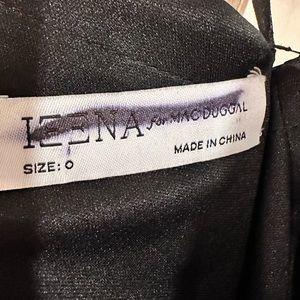 IEENA for MAC DUGGAL
SIZE: 0
MADE IN CHINA